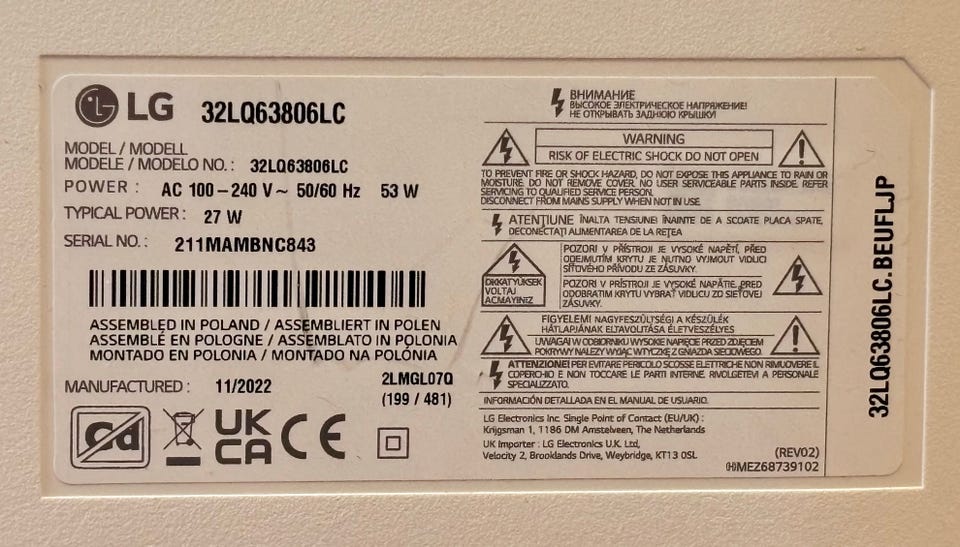 LG 32LQ63806LC
MODEL / MODELL
MODELE / MODELO NO. : 32LQ63806LC
POWER : AC 100 – 240 V ~ 50/60 Hz 53 W
TYPICAL POWER : 27 W
SERIAL NO. : 211MAMBNC843
ASSEMBLED IN POLAND / ASSEMBLIERT IN POLEN
ASSEMBLÉ EN POLOGNE / ASSEMBLATO IN POLONIA
MONTADO EN POLONIA / MONTADO NA POLÓNIA
MANUFACTURED : 11/2022
2LMGL07Q
(199 / 481)
Cd
UK
CA
CE
ВНИМАНИЕ
ВЫСОКОЕ ЭЛЕКТРИЧЕСКОЕ НАПРЯЖЕНИЕ!
НЕ ОТКРЫВАТЬ ЗАДНЮЮ КРЫШКУ!
WARNING
RISK OF ELECTRIC SHOCK DO NOT OPEN
TO PREVENT FIRE OR SHOCK HAZARD, DO NOT EXPOSE THIS APPLIANCE TO RAIN OR
MOISTURE. DO NOT REMOVE COVER. NO USER SERVICEABLE PARTS INSIDE. REFER
SERVICING TO QUALIFIED SERVICE PERSON.
DISCONNECT FROM MAINS SUPPLY WHEN NOT IN USE.
ATENŢIUNE ÎNALTA TENSIUNE! ÎNAINTE DE A SCOATE PLACA SPATE,
DECONECTAŢI ALIMENTAREA DE LA REŢEA
DIKKAT!YÜKSEK
VOLTAJ
AÇMAYINIZ
POZOR! V PŘÍSTROJI JE VYSOKÉ NAPĚTÍ, PŘED
ODEJMUTÍM KRYTU JE NUTNO VYJMOUT VIDLICI
SÍŤOVÉHO PŘÍVODU ZE ZÁSUVKY.
POZOR! V PRÍSTROJI JE VYSOKÉ NAPÄTIE, PRED
ODOBRATÍM KRYTU VYBRAŤ VIDLICU ZO SIEŤOVEJ
ZÁSUVKY.
FIGYELEM! NAGYFESZÜLTSÉG! A KÉSZÜLÉK
HÁTLAPJÁNAK ELTÁVOLÍTÁSA ÉLETVESZÉLYES
UWAGA! W ODBIORNIKU WYSOKIE NAPIĘCIE PRZED ZDJĘCIEM
POKRYWY NALEŻY WYJĄĆ WTYCZKĘ Z GNIAZDA SIECIOWEGO.
ATTENZIONE! PER EVITARE PERICOLO SCOSSE ELETTRICHE NON RIMUOVERE IL
COPERCHIO E NON TOCCARE LE PARTI INTERNE. RIVOLGETEVI A PERSONALE
SPECIALIZZATO.
INFORMACIÓN DETALLADA EN EL MANUAL DE USUARIO.
LG Electronics Inc. Single Point of Contact (EU/UK) :
Krijgsman 1, 1186 DM Amstelveen, The Netherlands
UK Importer : LG Electronics U.K. Ltd,
Velocity 2, Brooklands Drive, Weybridge, KT13 0SL
(REV02)
(H)MEZ68739102
32LQ63806LC.BEUFLJP